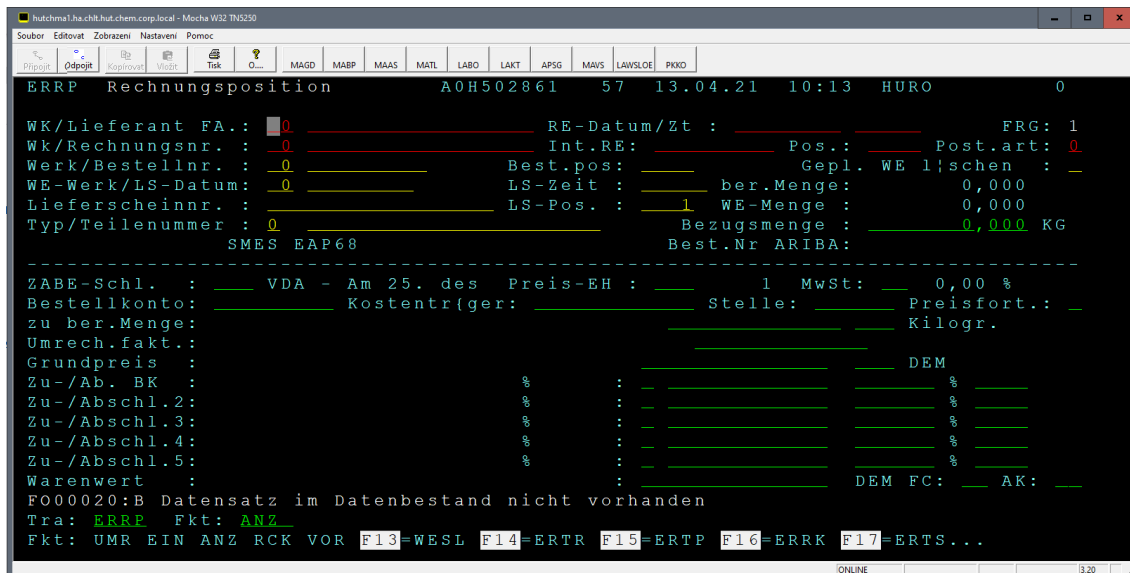 hutchma1.ha.chlt.hut.chem.corp.local - Mocha W32 TN5250
Soubor Editovat Zobrazení Nastavení Pomoc
Připojit Odpojit Kopírovat Vložit Tisk O.... MAGD MABP MAAS MATL LABO LAKT APSG MAVS LAWSLOE PKKO
ERRP Rechnungsposition A0H502861 57 13.04.21 10:13 HURO 0
WK/Lieferant FA.: 0 RE-Datum/Zt : FRG: 1
Wk/Rechnungsnr. : 0 Int.RE: Pos.: Post.art: 0
Werk/Bestellnr. : 0 Best.pos: Gepl. WE l¦schen : _
WE-Werk/LS-Datum: 0 LS-Zeit : ber.Menge: 0,000
Lieferscheinnr. : LS-Pos. : 1 WE-Menge : 0,000
Typ/Teilenummer : 0 Bezugsmenge : 0,000 KG
SMES EAP68 Best.Nr ARIBA:
ZABE-Schl. : VDA - Am 25. des Preis-EH : 1 MwSt: 0,00 %
Bestellkonto: Kostentr{ger: Stelle: Preisfort.: _
zu ber.Menge: Kilogr.
Umrech.fakt.:
Grundpreis : DEM
Zu-/Ab. BK : % : %
Zu-/Abschl.2: % : %
Zu-/Abschl.3: % : %
Zu-/Abschl.4: % : %
Zu-/Abschl.5: % : %
Warenwert : : DEM FC: AK:
FO00020:B Datensatz im Datenbestand nicht vorhanden
Tra: ERRP Fkt: ANZ
Fkt: UMR EIN ANZ RCK VOR F13=WESL F14=ERTR F15=ERTP F16=ERRK F17=ERTS...
ONLINE 3.20